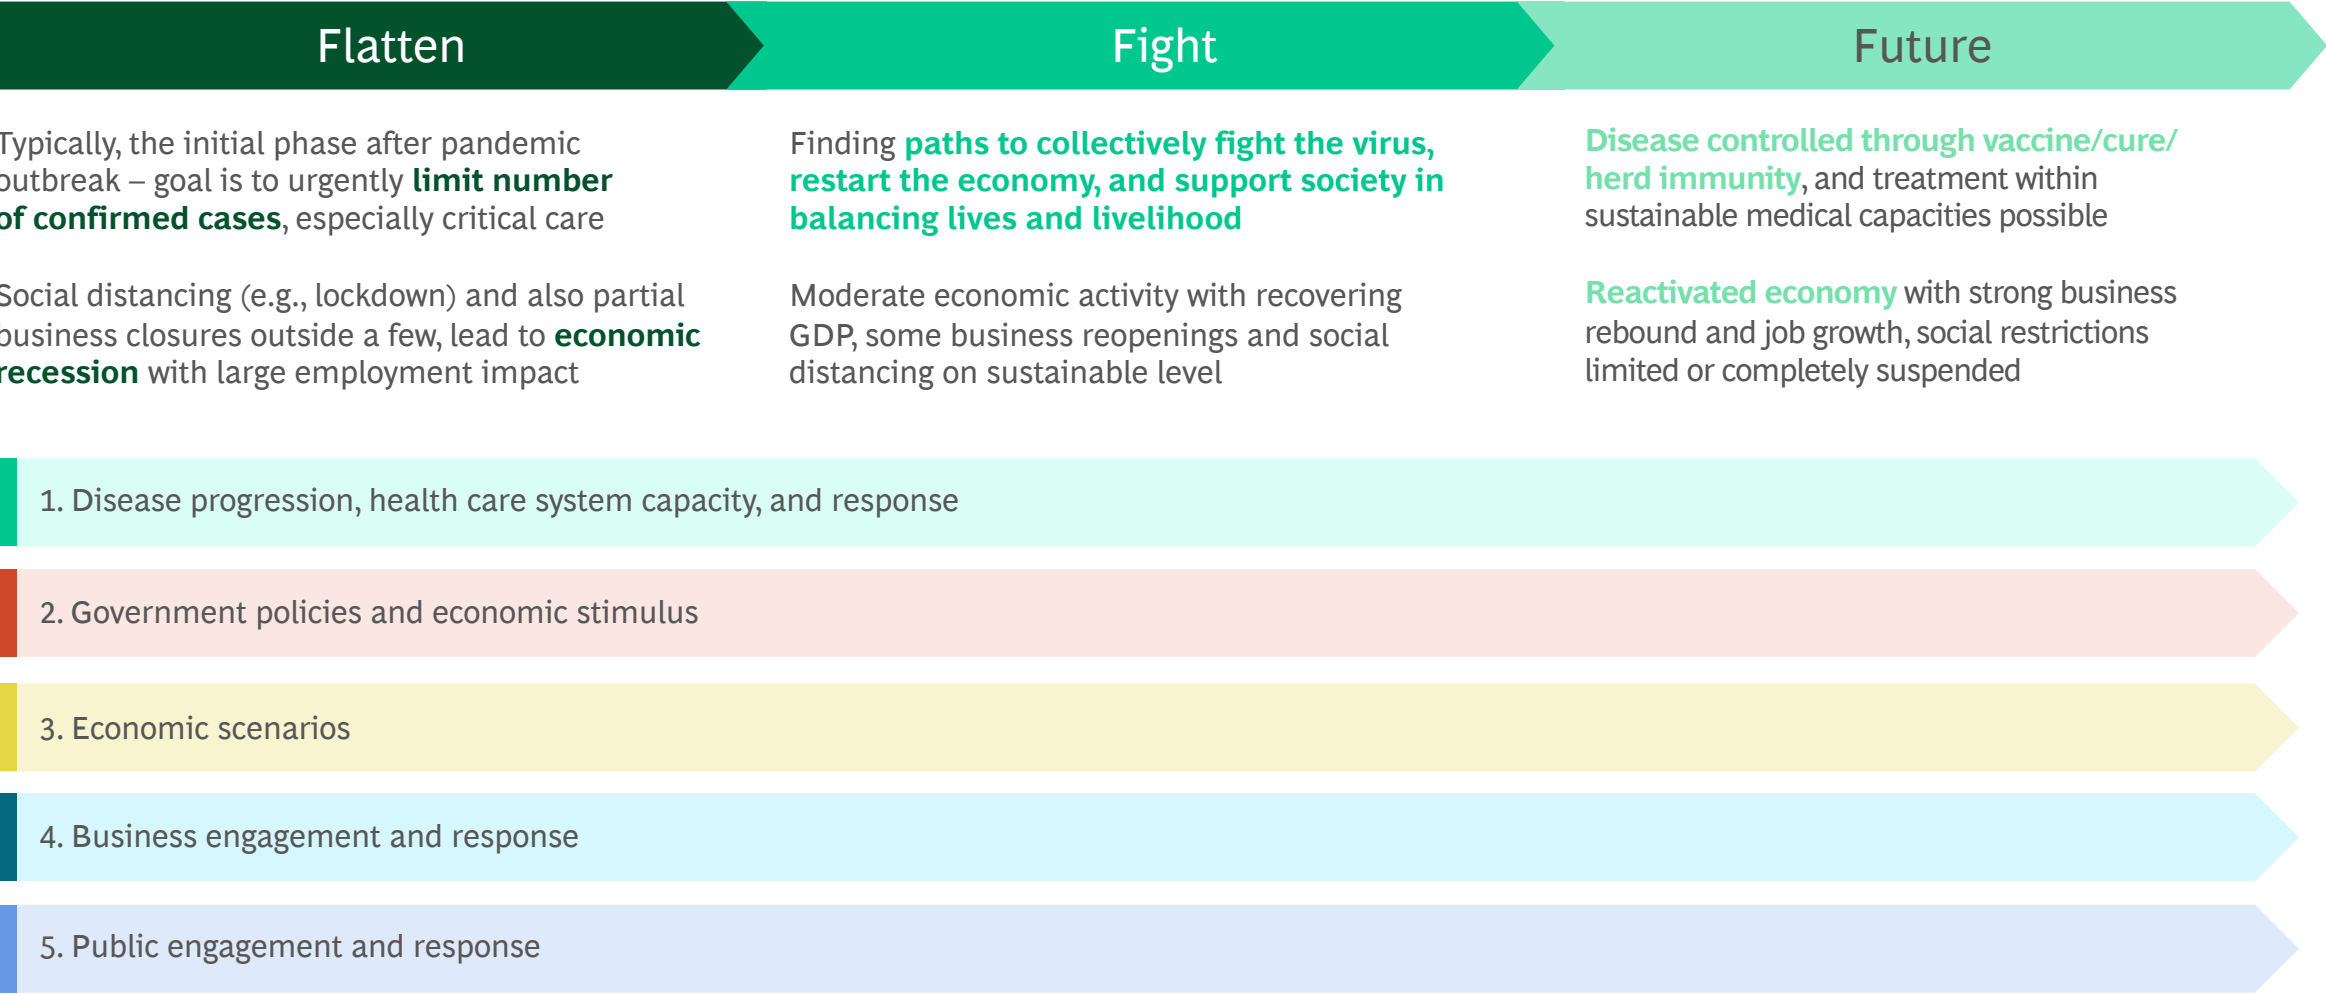 Flatten
Fight
Future
Typically, the initial phase after pandemic
outbreak – goal is to urgently limit number
of confirmed cases, especially critical care
Social distancing (e.g., lockdown) and also partial
business closures outside a few, lead to economic
recession with large employment impact
Finding paths to collectively fight the virus,
restart the economy, and support society in
balancing lives and livelihood
Moderate economic activity with recovering
GDP, some business reopenings and social
distancing on sustainable level
Disease controlled through vaccine/cure/
herd immunity, and treatment within
sustainable medical capacities possible
Reactivated economy with strong business
rebound and job growth, social restrictions
limited or completely suspended
1. Disease progression, health care system capacity, and response
2. Government policies and economic stimulus
3. Economic scenarios
4. Business engagement and response
5. Public engagement and response